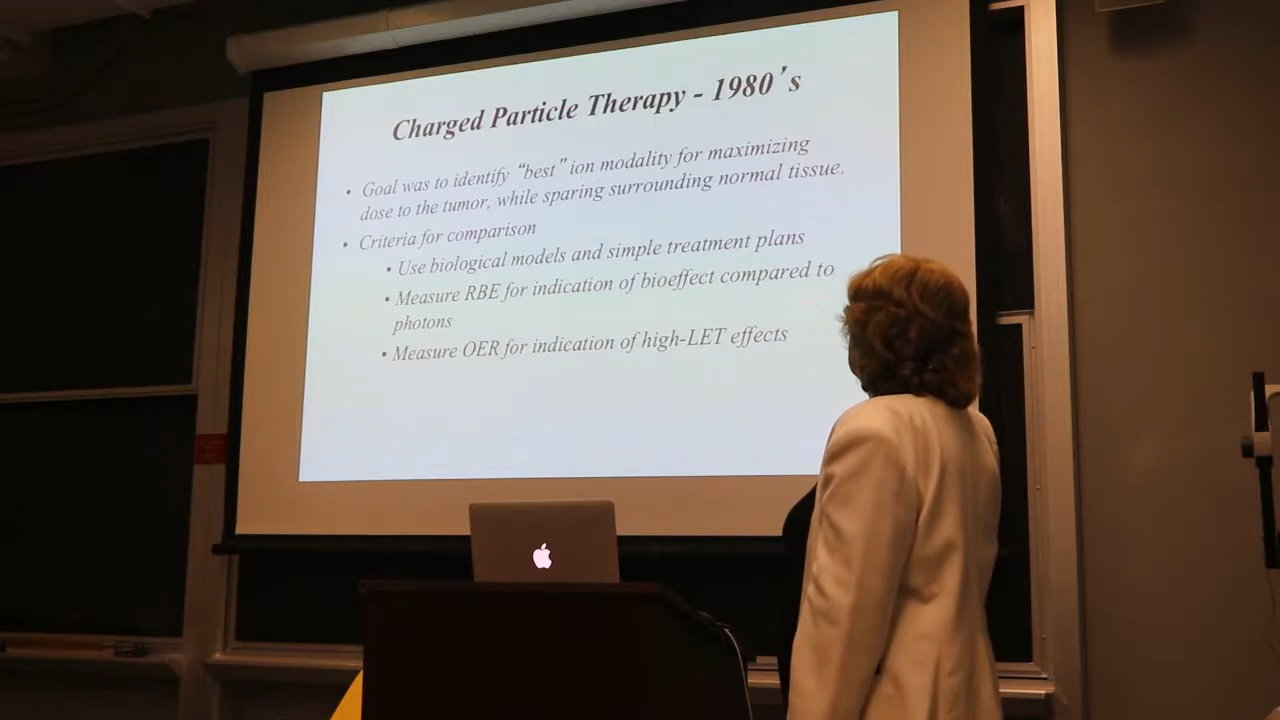 Charged Particle Therapy - 1980's
• Goal was to identify “best” ion modality for maximizing
dose to the tumor, while sparing surrounding normal tissue.
• Criteria for comparison
• Use biological models and simple treatment plans
• Measure RBE for indication of bioeffect compared to
photons
• Measure OER for indication of high-LET effects